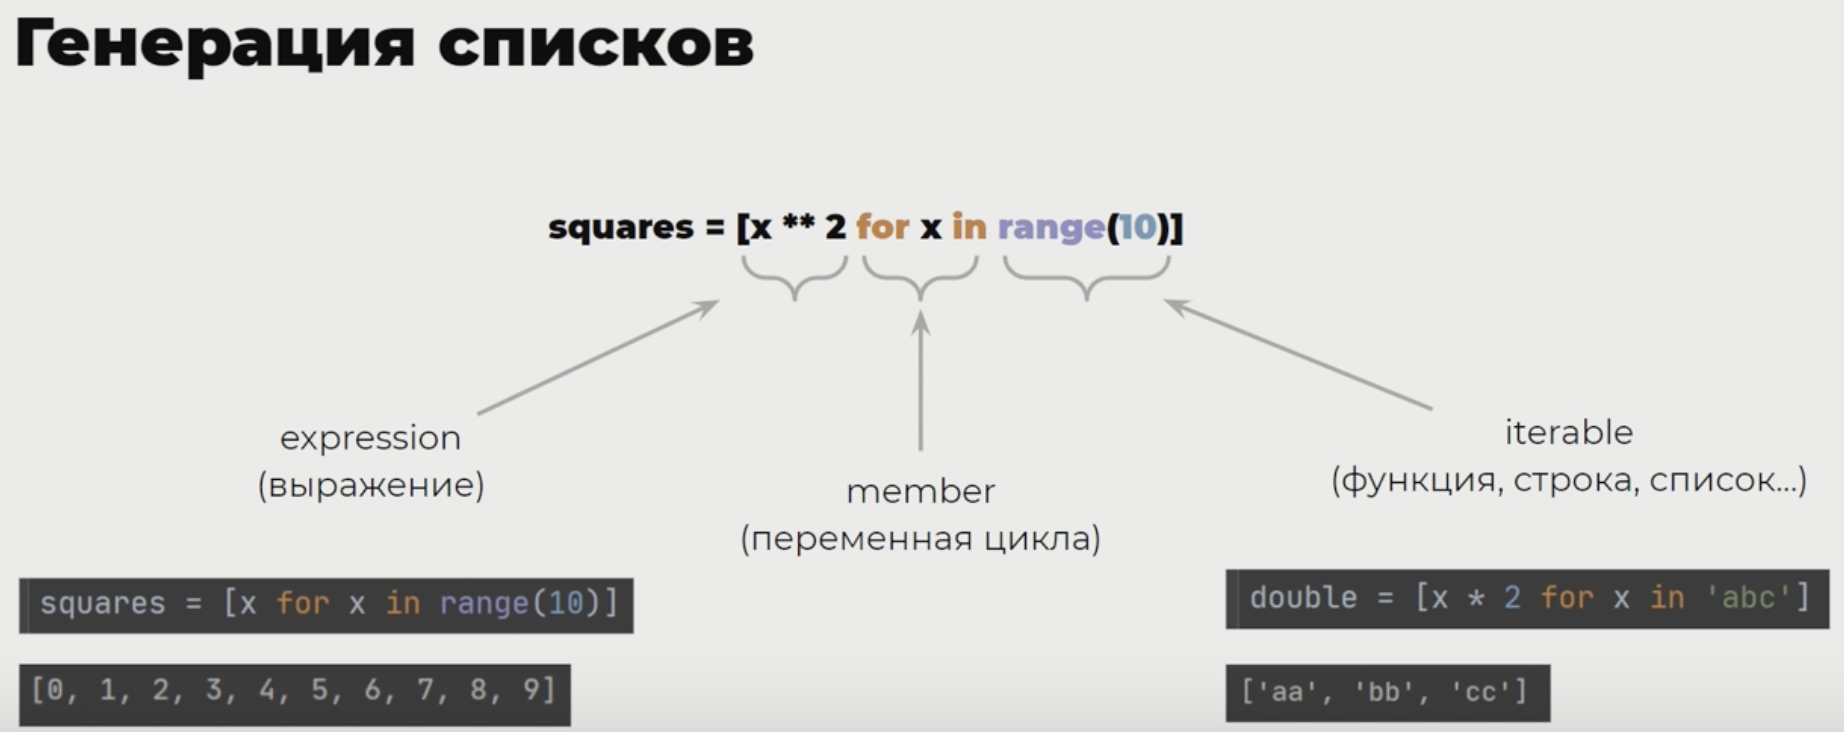 Генерация списков
squares = [x ** 2 for x in range(10)]
expression
(выражение)
member
(переменная цикла)
iterable
(функция, строка, список...)
squares = [x for x in range(10)]
[0, 1, 2, 3, 4, 5, 6, 7, 8, 9]
double = [x * 2 for x in 'abc']
['aa', 'bb', 'cc']